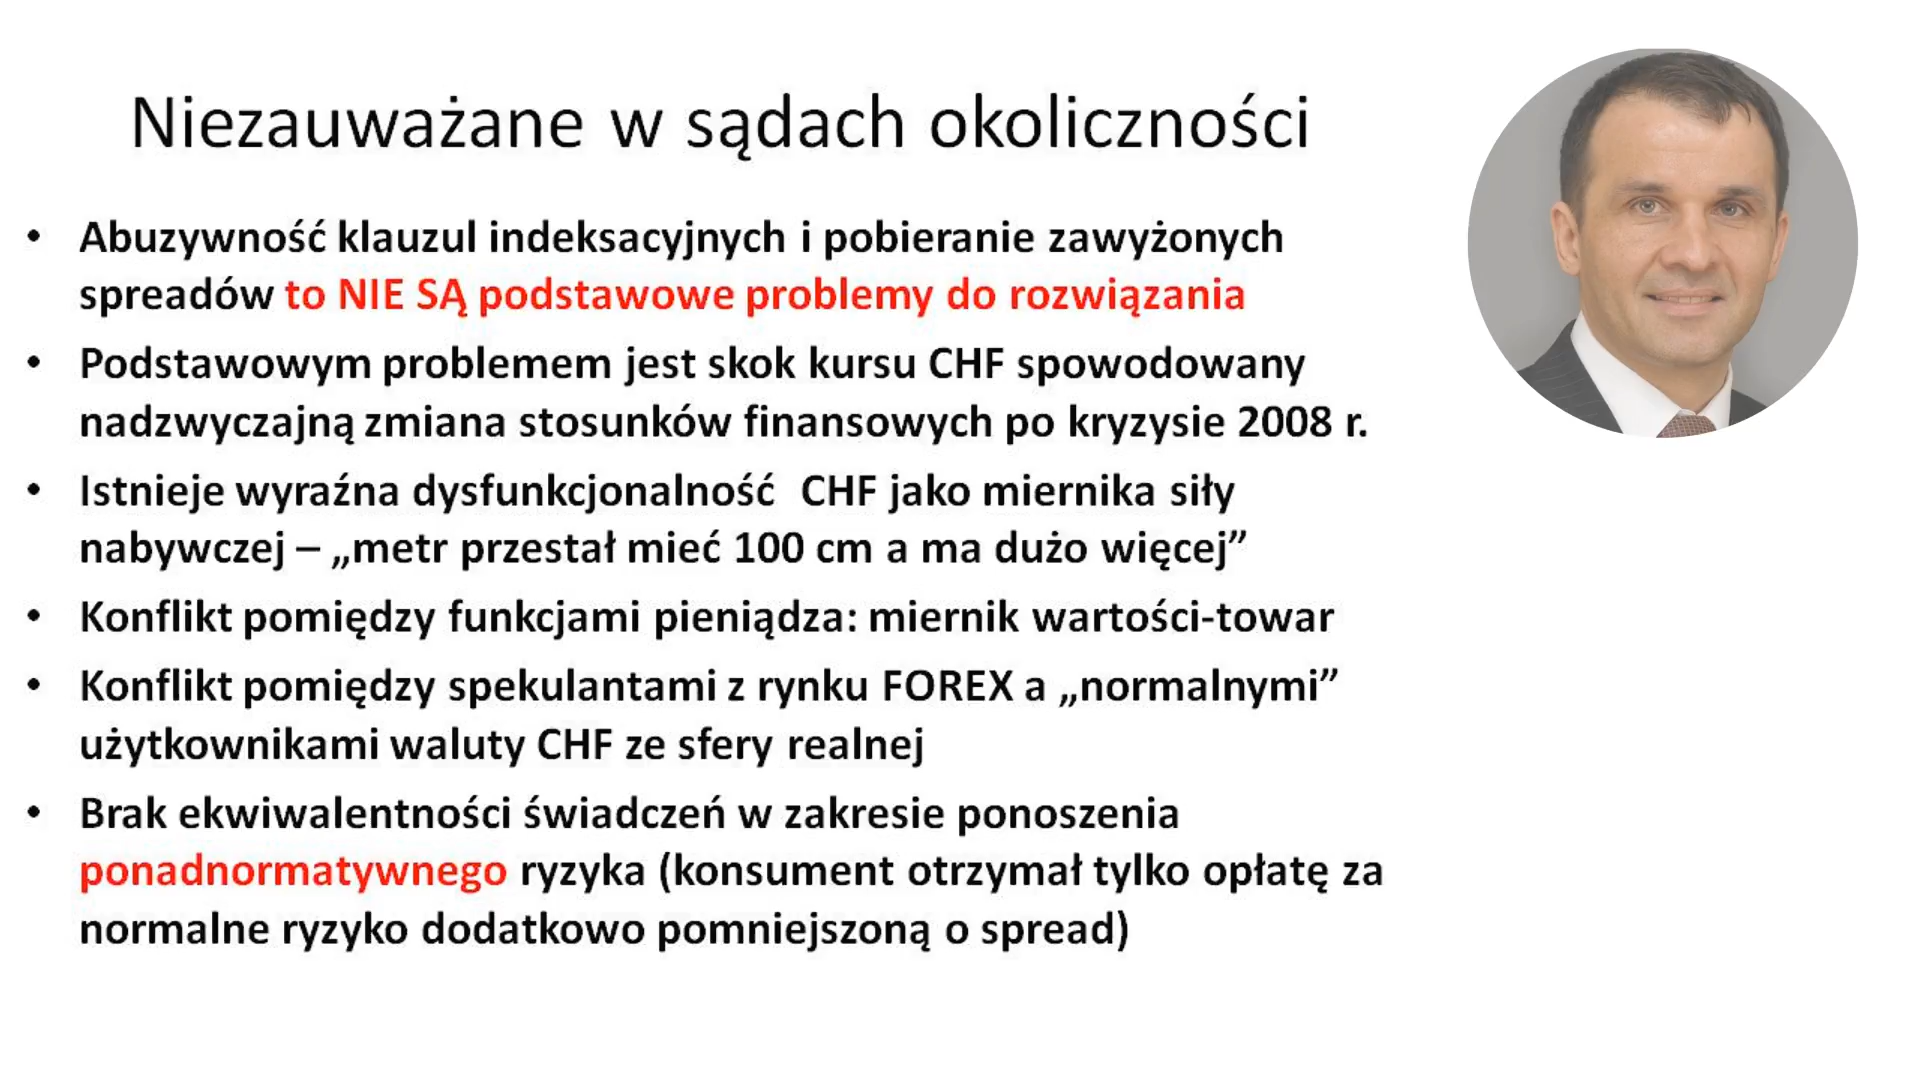 Niezauważane w sądach okoliczności
• Abuzywność klauzul indeksacyjnych i pobieranie zawyżonych
spreadów to NIE SĄ podstawowe problemy do rozwiązania
• Podstawowym problemem jest skok kursu CHF spowodowany
nadzwyczajną zmiana stosunków finansowych po kryzysie 2008 r.
• Istnieje wyraźna dysfunkcjonalność  CHF jako miernika siły
nabywczej – „metr przestał mieć 100 cm a ma dużo więcej”
• Konflikt pomiędzy funkcjami pieniądza: miernik wartości-towar
• Konflikt pomiędzy spekulantami z rynku FOREX a „normalnymi”
użytkownikami waluty CHF ze sfery realnej
• Brak ekwiwalentności świadczeń w zakresie ponoszenia
ponadnormatywnego ryzyka (konsument otrzymał tylko opłatę za
normalne ryzyko dodatkowo pomniejszoną o spread)